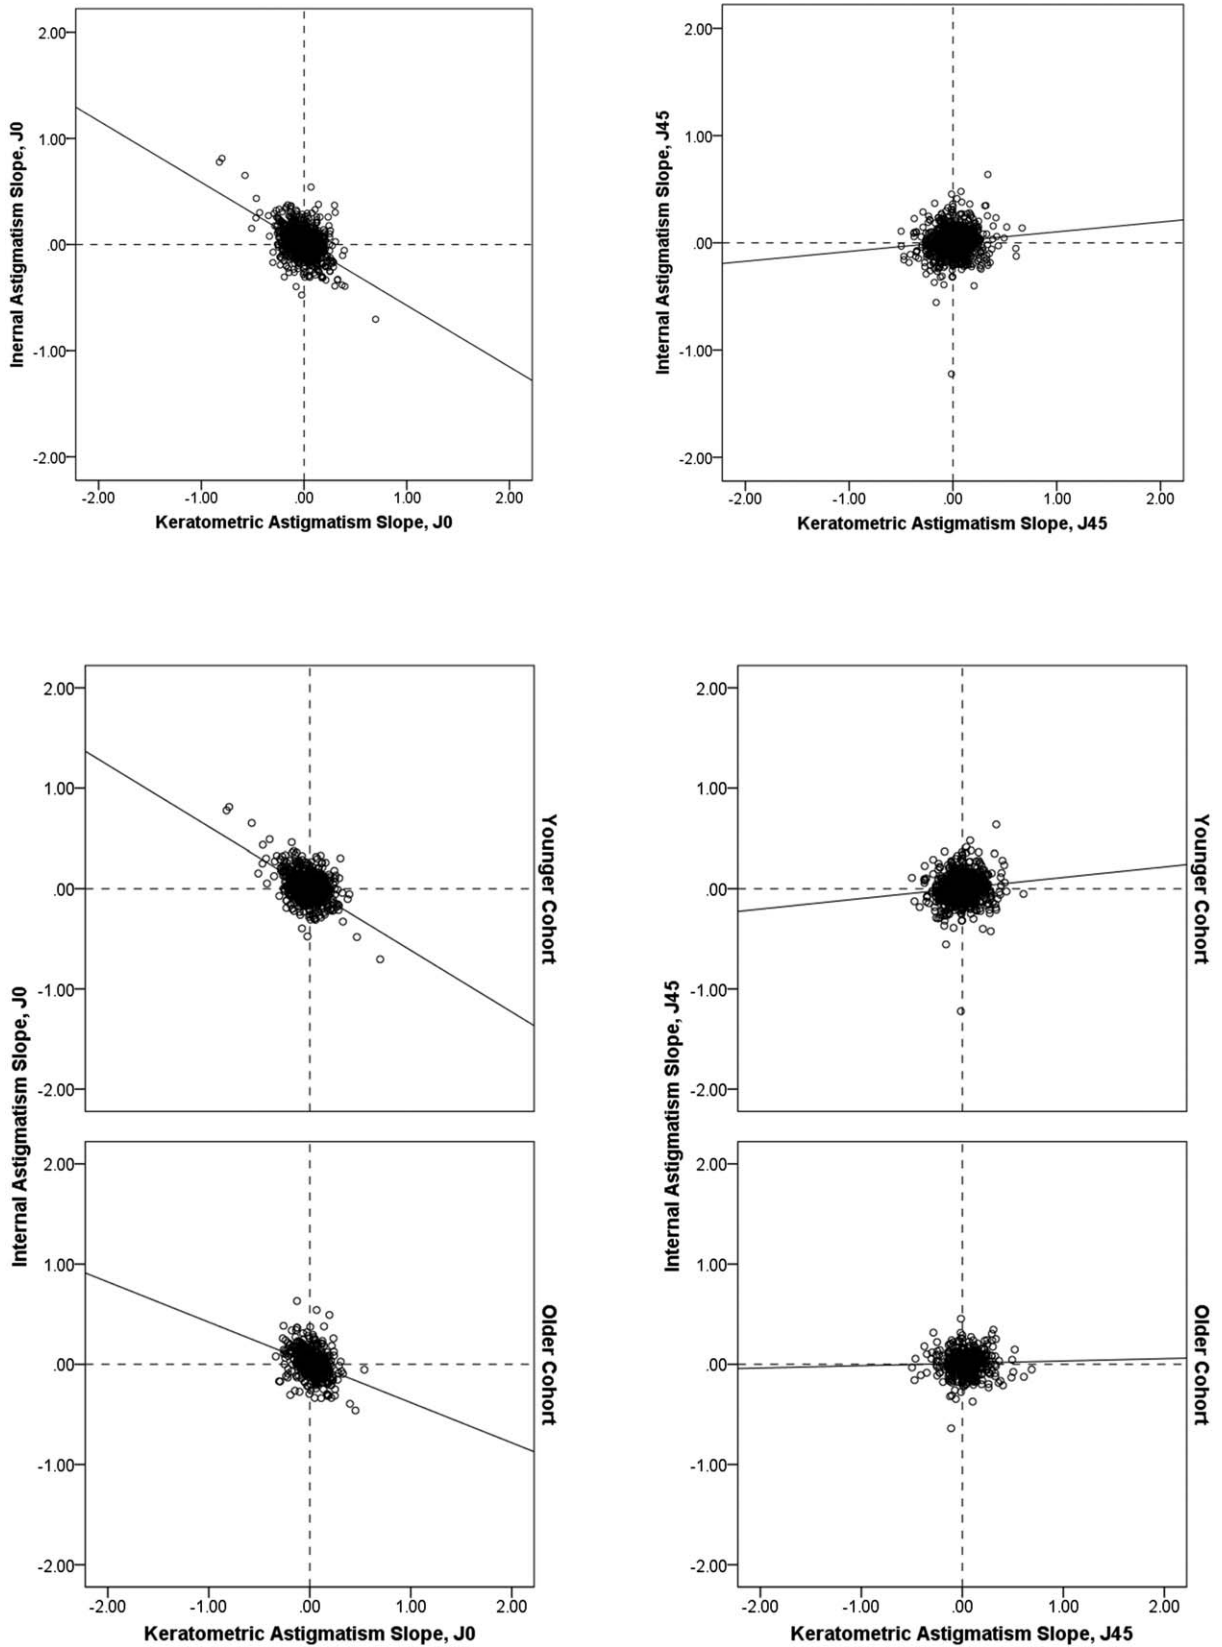 2.00
1.00
.00
-1.00
-2.00
Inernal Astigmatism Slope, J0
-2.00 -1.00 .00 1.00 2.00
Keratometric Astigmatism Slope, J0
2.00
1.00
.00
-1.00
-2.00
Internal Astigmatism Slope, J45
-2.00 -1.00 .00 1.00 2.00
Keratometric Astigmatism Slope, J45
Internal Astigmatism Slope, J0
2.00
1.00
.00
-1.00
-2.00
Younger Cohort
2.00
1.00
.00
-1.00
-2.00
Older Cohort
-2.00 -1.00 .00 1.00 2.00
Keratometric Astigmatism Slope, J0
Internal Astigmatism Slope, J45
2.00
1.00
.00
-1.00
-2.00
Younger Cohort
2.00
1.00
.00
-1.00
-2.00
Older Cohort
-2.00 -1.00 .00 1.00 2.00
Keratometric Astigmatism Slope, J45